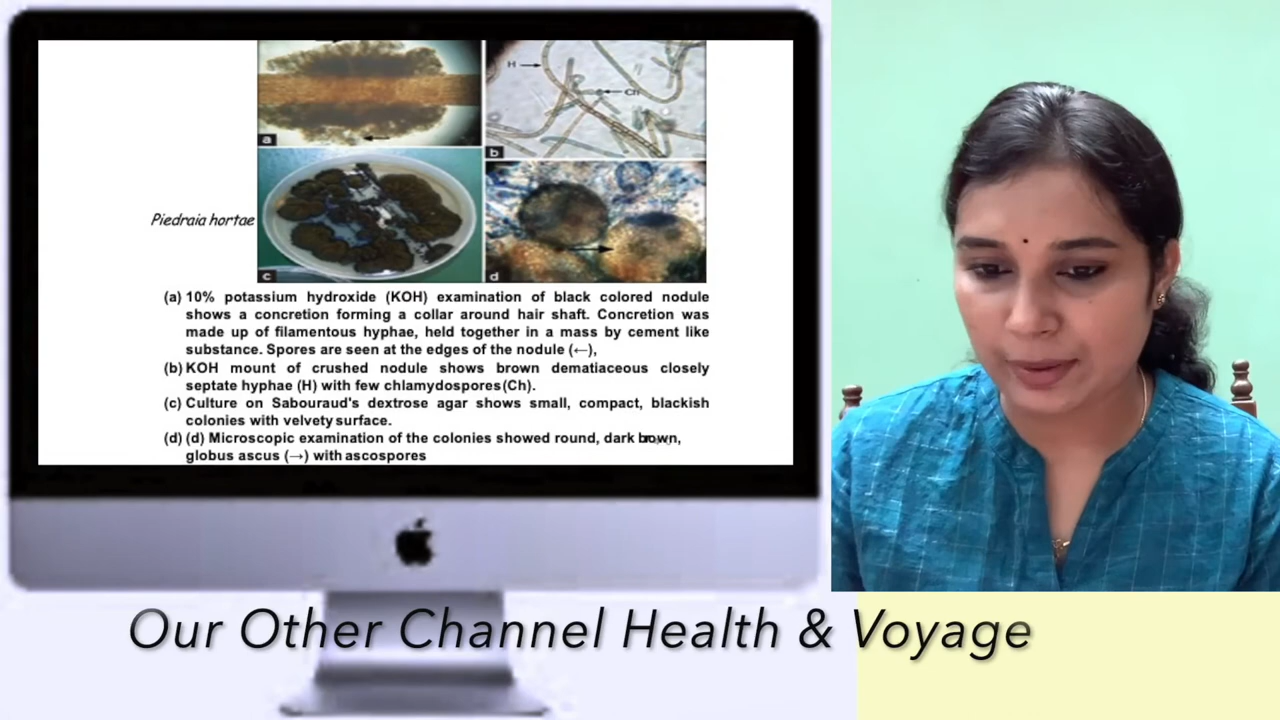 H
Ch
a
b
Piedraia hortae
c
d
(a) 10% potassium hydroxide (KOH) examination of black colored nodule
shows a concretion forming a collar around hair shaft. Concretion was
made up of filamentous hyphae, held together in a mass by cement like
substance. Spores are seen at the edges of the nodule (←),
(b) KOH mount of crushed nodule shows brown dematiaceous closely
septate hyphae (H) with few chlamydospores(Ch).
(c) Culture on Sabouraud's dextrose agar shows small, compact, blackish
colonies with velvety surface.
(d) (d) Microscopic examination of the colonies showed round, dark brown,
globus ascus (→) with ascospores
Our Other Channel Health & Voyage